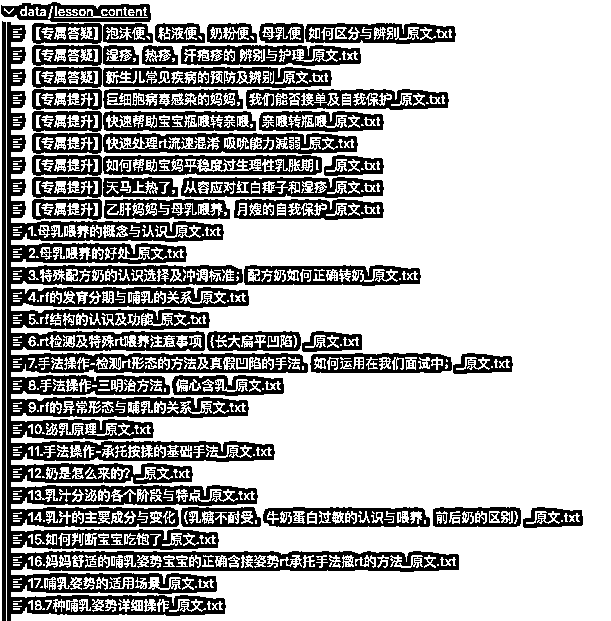 data/lesson_content
【专属答疑】泡沫便、粘液便、奶粉便、母乳便 如何区分与辨别_原文.txt
【专属答疑】湿疹，热疹，汗疱疹的 辨别与护理_原文.txt
【专属答疑】新生儿常见疾病的预防及辨别_原文.txt
【专属提升】巨细胞病毒感染的妈妈，我们能否接单及自我保护_原文.txt
【专属提升】快速帮助宝宝瓶喂转亲喂，亲喂转瓶喂_原文.txt
【专属提升】快速处理rt流速混淆 吸吮能力减弱_原文.txt
【专属提升】如何帮助宝妈平稳度过生理性乳胀期！_原文.txt
【专属提升】天马上热了，从容应对红白痱子和湿疹_原文.txt
【专属提升】乙肝妈妈与母乳喂养，月嫂的自我保护_原文.txt
1.母乳喂养的概念与认识_原文.txt
2.母乳喂养的好处_原文.txt
3.特殊配方奶的认识选择及冲调标准；配方奶如何正确转奶_原文.txt
4.rf的发育分期与哺乳的关系_原文.txt
5.rf结构的认识及功能_原文.txt
6.rt检测及特殊rt喂养注意事项（长大扁平凹陷）_原文.txt
7.手法操作-检测rt形态的方法及真假凹陷的手法，如何运用在我们面试中；_原文.txt
8.手法操作-三明治方法，偏心含乳_原文.txt
9.rf的异常形态与哺乳的关系_原文.txt
10.泌乳原理_原文.txt
11.手法操作-承托按揉的基础手法_原文.txt
12.奶是怎么来的？_原文.txt
13.乳汁分泌的各个阶段与特点_原文.txt
14.乳汁的主要成分与变化（乳糖不耐受，牛奶蛋白过敏的认识与喂养，前后奶的区别）_原文.txt
15.如何判断宝宝吃饱了_原文.txt
16.妈妈舒适的哺乳姿势宝宝的正确含接姿势rt承托手法撤rt的方法_原文.txt
17.哺乳姿势的适用场景_原文.txt
18.7种哺乳姿势详细操作_原文.txt